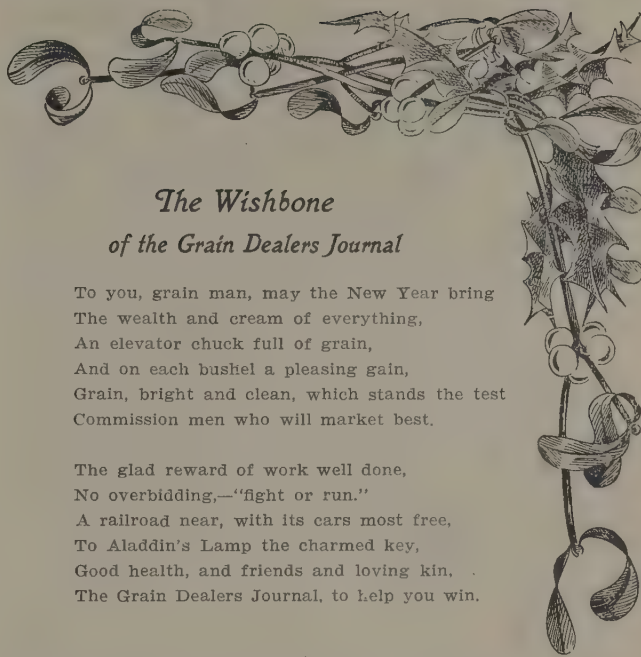 The Wishbone
of the Grain Dealers Journal
To you, grain man, may the New Year bring
The wealth and cream of everything,
An elevator chuck full of grain,
And on each bushel a pleasing gain,
Grain, bright and clean, which stands the test
Commission men who will market best.
The glad reward of work well done,
No overbidding,—"fight or run."
A railroad near, with its cars most free,
To Aladdin's Lamp the charmed key,
Good health, and friends and loving kin,
The Grain Dealers Journal, to help you win.